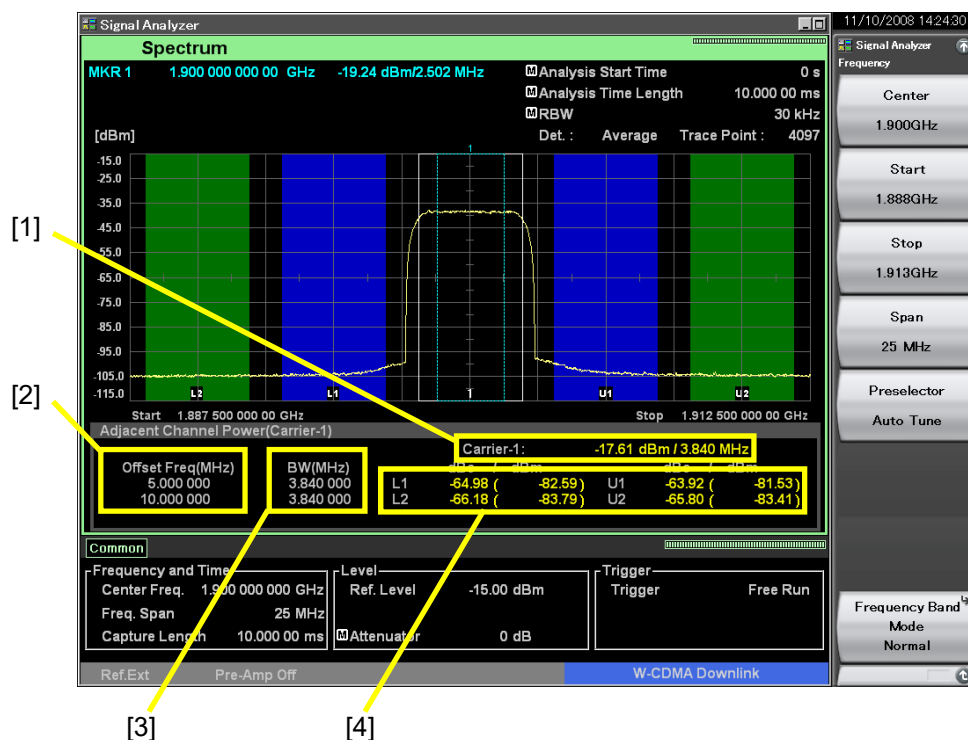 Signal Analyzer
11/10/2008 14:24:30
Spectrum
MKR 1 1.900 000 000 00 GHz -19.24 dBm/2.502 MHz
M Analysis Start Time 0 s
M Analysis Time Length 10.000 00 ms
M RBW 30 kHz
[dBm] Det. : Average Trace Point : 4097
1
-15.0
-25.0
-35.0
-45.0
-55.0
-65.0
-75.0
-85.0
-95.0
-105.0
-115.0
L2 L1 1 U1 U2
Start 1.887 500 000 00 GHz Stop 1.912 500 000 00 GHz
Adjacent Channel Power(Carrier-1)
Carrier-1: -17.61 dBm / 3.840 MHz
Offset Freq(MHz) BW(MHz) dBc / dBm dBc / dBm
5.000 000 3.840 000 L1 -64.98 ( -82.59) U1 -63.92 ( -81.53)
10.000 000 3.840 000 L2 -66.18 ( -83.79) U2 -65.80 ( -83.41)
Common
Frequency and Time
Center Freq. 1.900 000 000 GHz
Freq. Span 25 MHz
Capture Length 10.000 00 ms
Level
Ref. Level -15.00 dBm
M Attenuator 0 dB
Trigger
Trigger Free Run
Ref.Ext Pre-Amp Off W-CDMA Downlink
Signal Analyzer
Frequency
Center
1.900GHz
Start
1.888GHz
Stop
1.913GHz
Span
25 MHz
Preselector
Auto Tune
Frequency Band
Mode
Normal
[1]
[2]
[3]
[4]